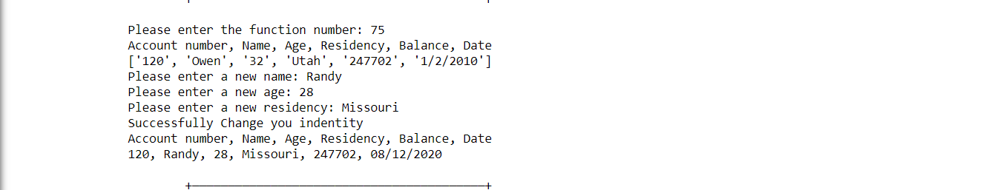 Please enter the function number: 75
Account number, Name, Age, Residency, Balance, Date
['120', 'Owen', '32', 'Utah', '247702', '1/2/2010']
Please enter a new name: Randy
Please enter a new age: 28
Please enter a new residency: Missouri
Successfully Change you indentity
Account number, Name, Age, Residency, Balance, Date
120, Randy, 28, Missouri, 247702, 08/12/2020